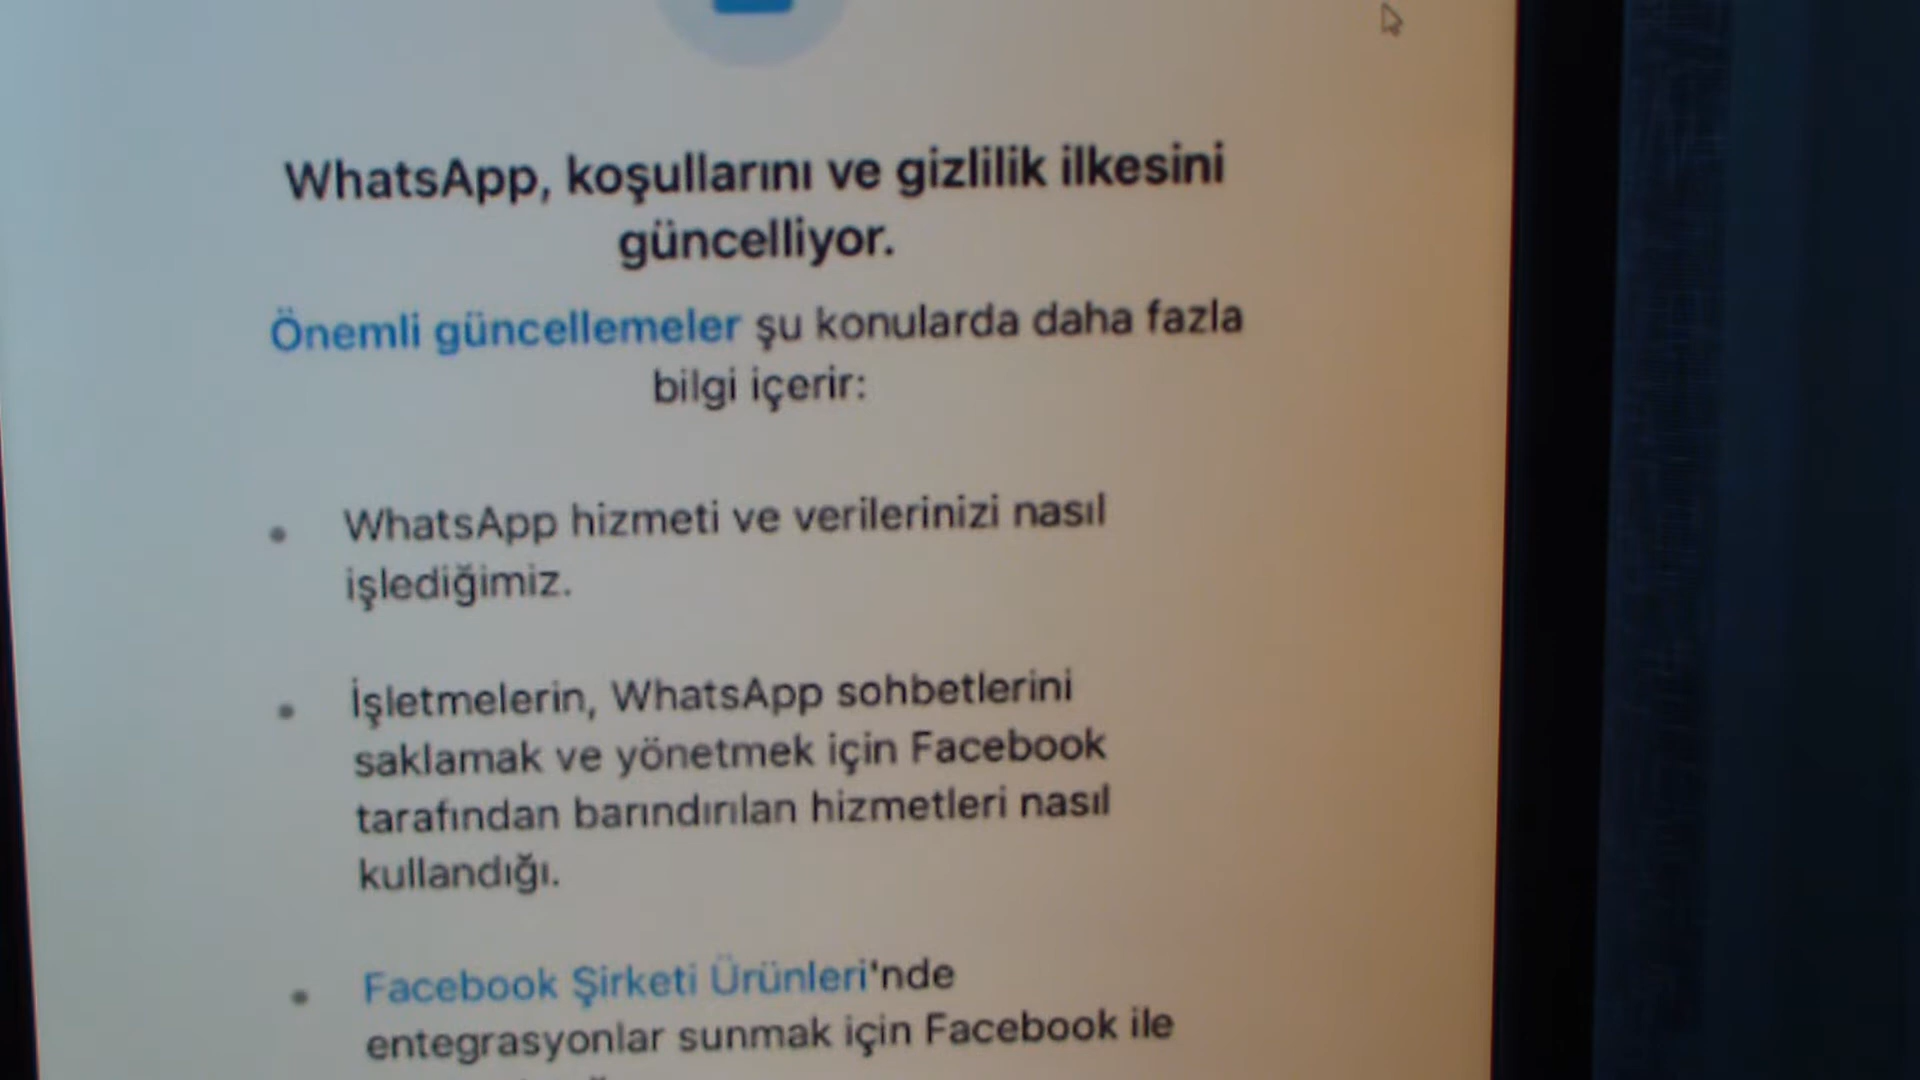 WhatsApp, koşullarını ve gizlilik ilkesini
güncelliyor.
Önemli güncellemeler şu konularda daha fazla
bilgi içerir:
WhatsApp hizmeti ve verilerinizi nasıl
işlediğimiz.
İşletmelerin, WhatsApp sohbetlerini
saklamak ve yönetmek için Facebook
tarafından barındırılan hizmetleri nasıl
kullandığı.
Facebook Şirketi Ürünleri'nde
entegrasyonlar sunmak için Facebook ile